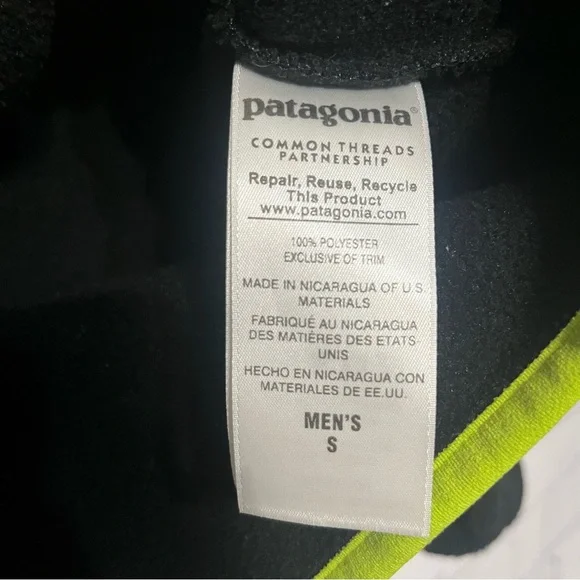 patagonia®
COMMON THREADS
PARTNERSHIP
Repair, Reuse, Recycle
This Product
www.patagonia.com
100% POLYESTER
EXCLUSIVE OF TRIM
MADE IN NICARAGUA OF U.S.
MATERIALS
FABRIQUÉ AU NICARAGUA
DES MATIÈRES DES ETATS-
UNIS
HECHO EN NICARAGUA CON
MATERIALES DE EE.UU.
MEN'S
S